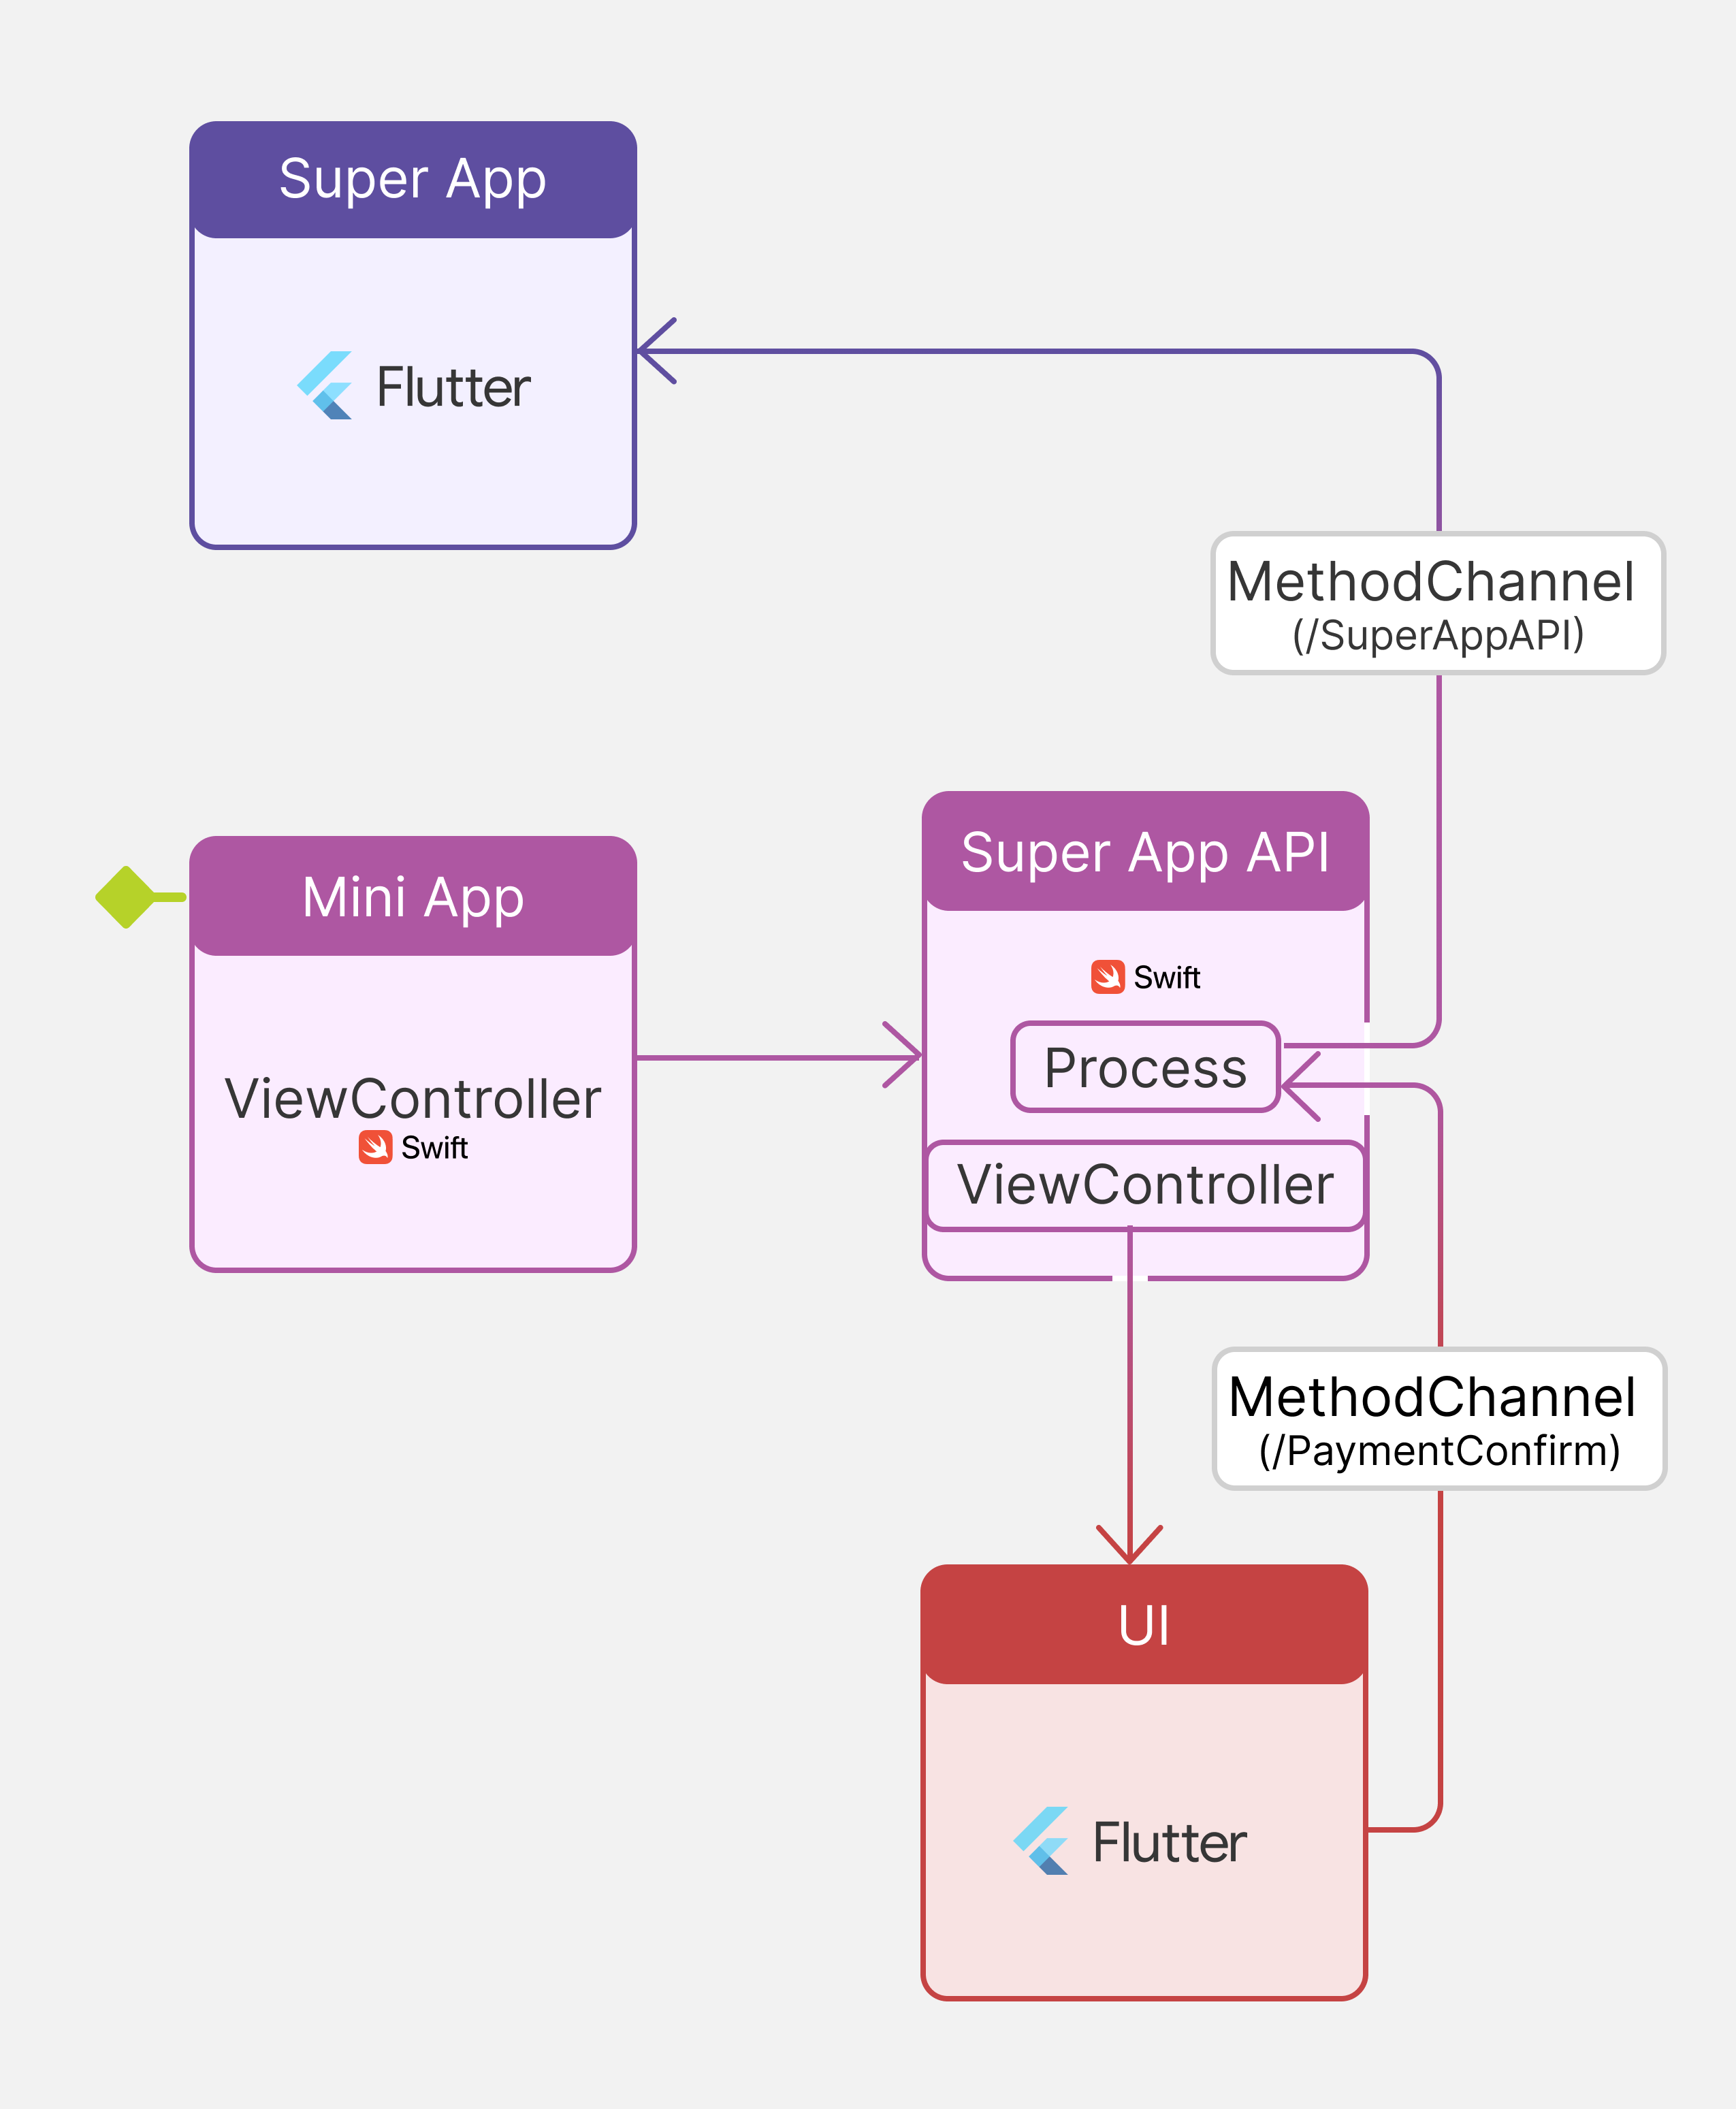 Super App
Flutter
MethodChannel
(/SuperAppAPI)
Mini App
ViewController
Swift
Super App API
Swift
Process
ViewController
MethodChannel
(/PaymentConfirm)
UI
Flutter